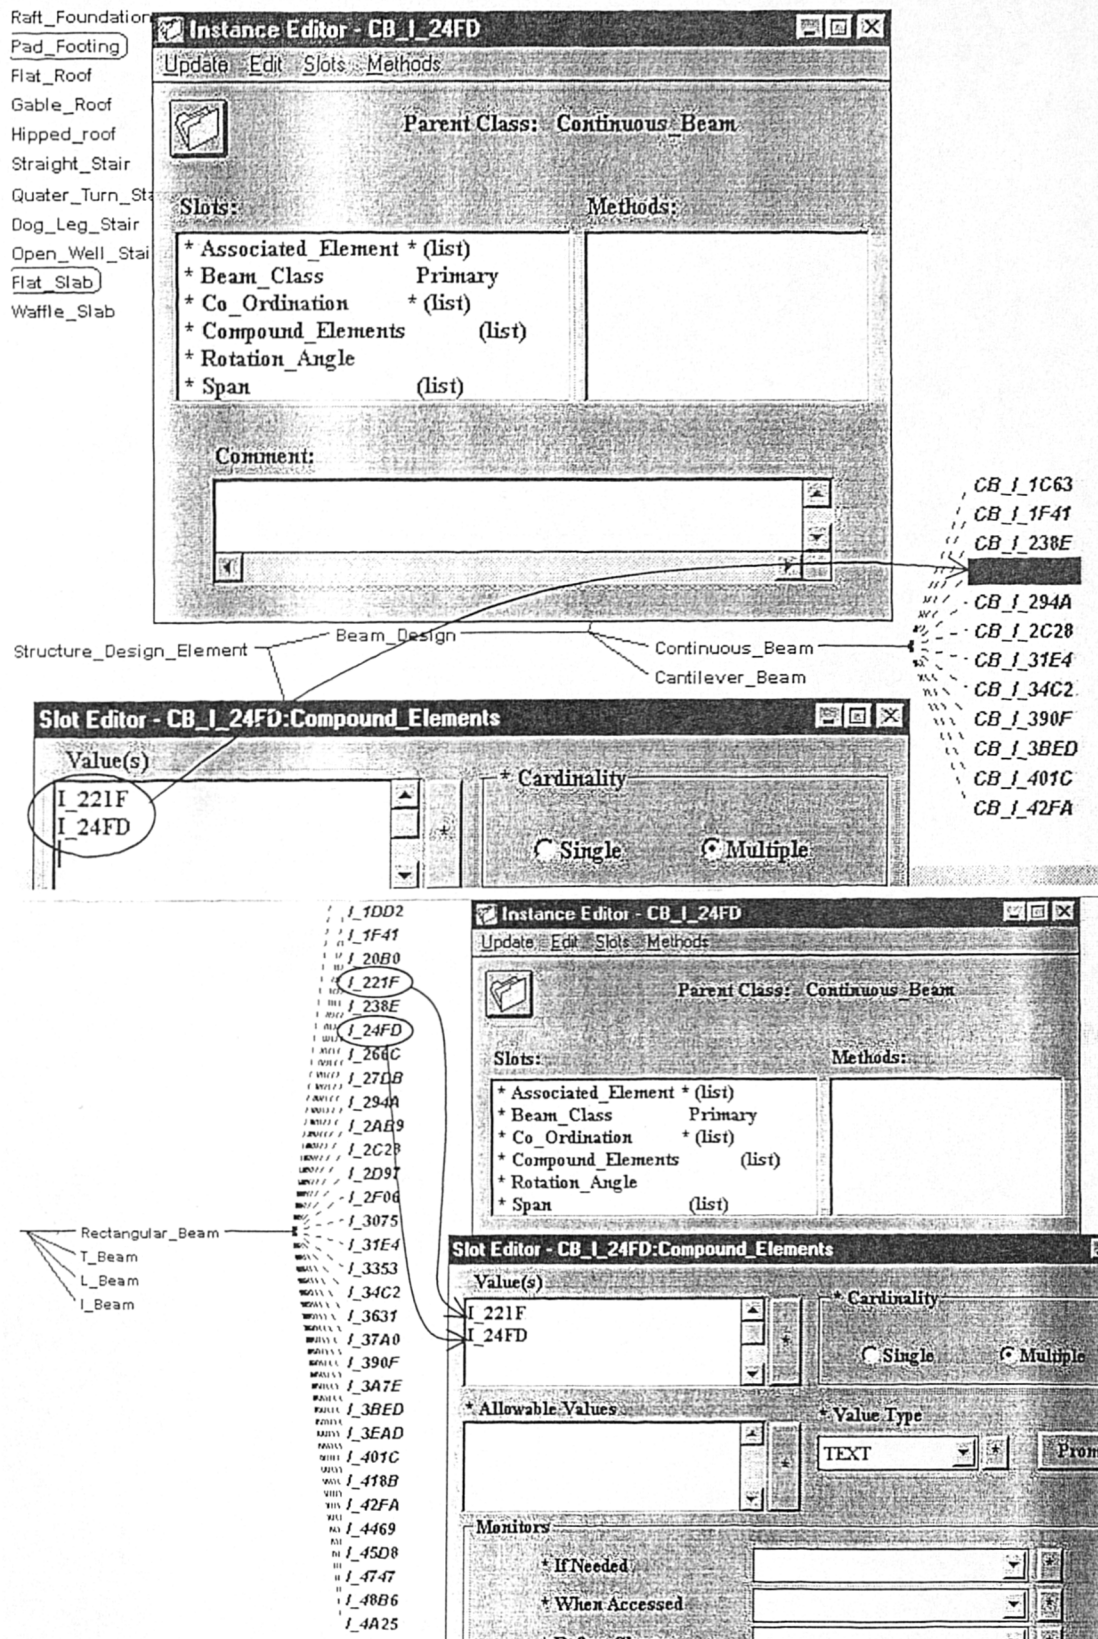 Raft_Foundation
Pad_Footing
Flat_Roof
Gable_Roof
Hipped_roof
Straight_Stair
Quater_Turn_Sta
Dog_Leg_Stair
Open_Well_Stai
Flat_Slab
Waffle_Slab
Instance Editor - CB_I_24FD
Update Edit Slots Methods
Parent Class: Continuous_Beam
Slots: Methods:
* Associated_Element * (list)
* Beam_Class Primary
* Co_Ordination * (list)
* Compound_Elements (list)
* Rotation_Angle
* Span (list)
Comment:
CB_I_1C63
CB_I_1F41
CB_I_238E
CB_I_294A
CB_I_2C28
CB_I_31E4
CB_I_34C2
CB_I_390F
CB_I_3BED
CB_I_401C
CB_I_42FA
Structure_Design_Element
Beam_Design
Continuous_Beam
Cantilever_Beam
Slot Editor - CB_I_24FD:Compound_Elements
Value(s)
I_221F
I_24FD
*
* Cardinality
Single Multiple
I_1DD2
I_1F41
I_20B0
I_221F
I_238E
I_24FD
I_266C
I_27DB
I_294A
I_2AB9
I_2C28
I_2D97
I_2F06
I_3075
I_31E4
I_3353
I_34C2
I_3631
I_37A0
I_390F
I_3A7E
I_3BED
I_3EAD
I_401C
I_418B
I_42FA
I_4469
I_45D8
I_4747
I_48B6
I_4A25
Rectangular_Beam
T_Beam
L_Beam
I_Beam
Instance Editor - CB_I_24FD
Update Edit Slots Methods
Parent Class: Continuous_Beam
Slots: Methods:
* Associated_Element * (list)
* Beam_Class Primary
* Co_Ordination * (list)
* Compound_Elements (list)
* Rotation_Angle
* Span (list)
Slot Editor - CB_I_24FD:Compound_Elements
Value(s)
I_221F
I_24FD
*
* Cardinality
Single Multiple
* Allowable Values
*
* Value Type
TEXT * Prom
Monitors
* If Needed *
* When Accessed *